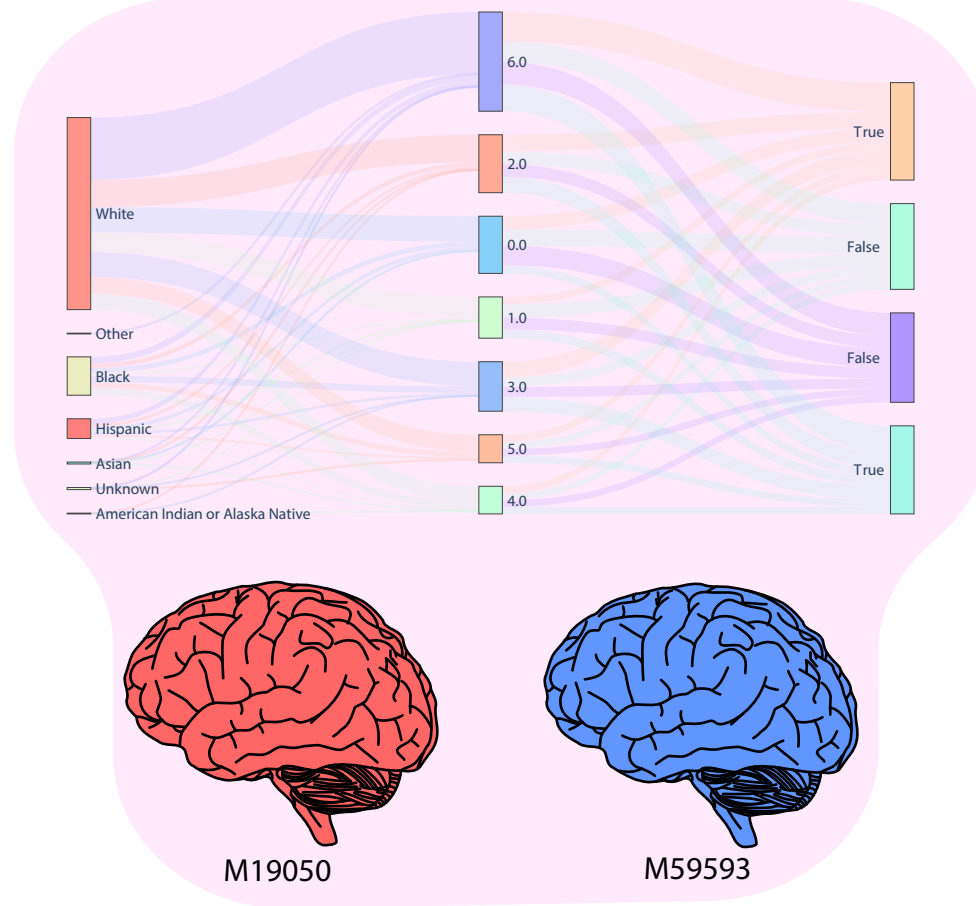 White
Other
Black
Hispanic
Asian
Unknown
American Indian or Alaska Native
6.0
2.0
0.0
1.0
3.0
5.0
4.0
True
False
False
True
M19050
M59593